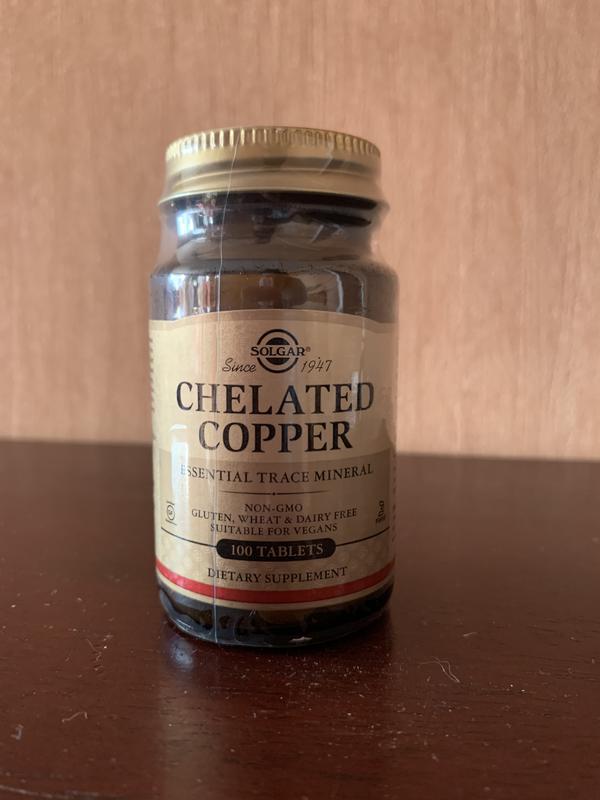 SOLGAR®
Since 1947
CHELATED
COPPER
ESSENTIAL TRACE MINERAL
NON-GMO
GLUTEN, WHEAT & DAIRY FREE
SUITABLE FOR VEGANS
100 TABLETS
DIETARY SUPPLEMENT